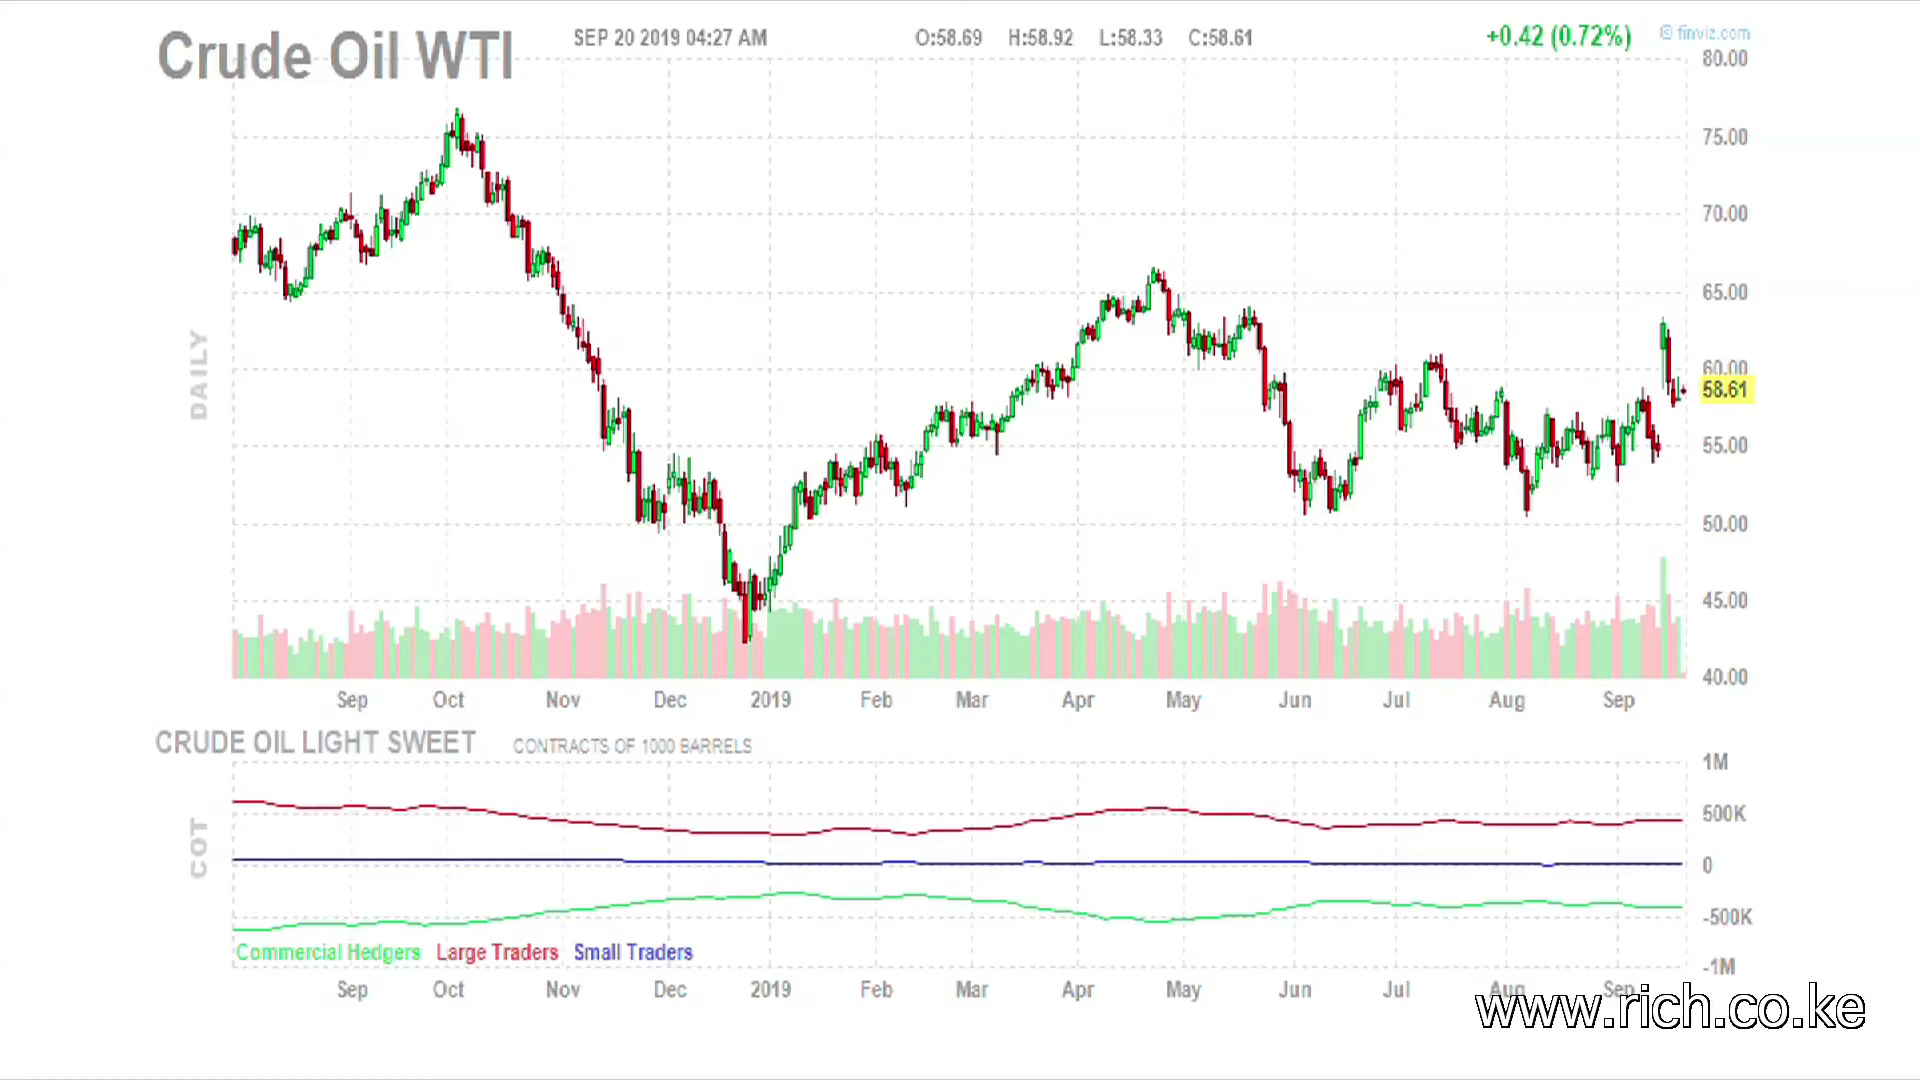 Crude Oil WTI
SEP 20 2019 04:27 AM
O:58.69 H:58.92 L:58.33 C:58.61
+0.42 (0.72%)
© finviz.com
80.00
75.00
70.00
65.00
60.00
58.61
55.00
50.00
45.00
40.00
DAILY
Sep Oct Nov Dec 2019 Feb Mar Apr May Jun Jul Aug Sep
CRUDE OIL LIGHT SWEET CONTRACTS OF 1000 BARRELS
1M
500K
0
-500K
-1M
COT
Commercial Hedgers Large Traders Small Traders
Sep Oct Nov Dec 2019 Feb Mar Apr May Jun Jul Aug Sep
www.rich.co.ke